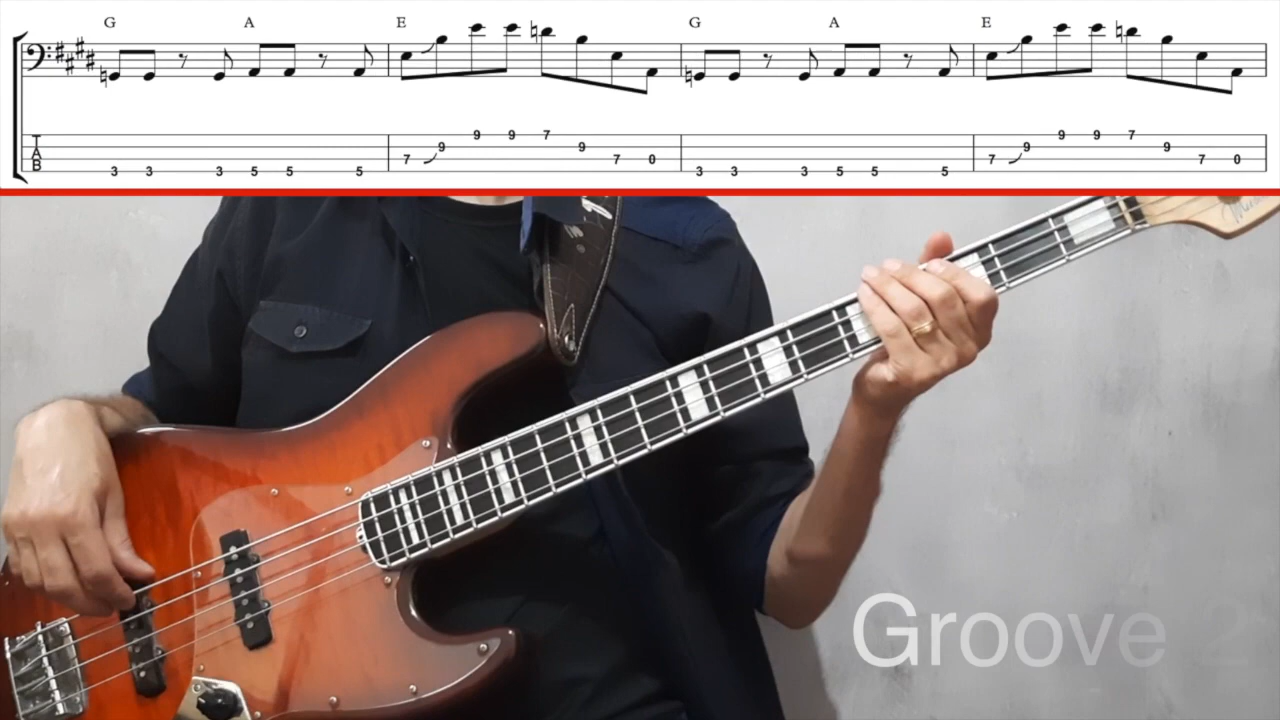 G A E G A E
9 9 7 9 9 7
9 9 9 9
7 7 0 7 7 0
3 3 3 5 5 5 3 3 3 5 5 5
T
A
B
Groove 2